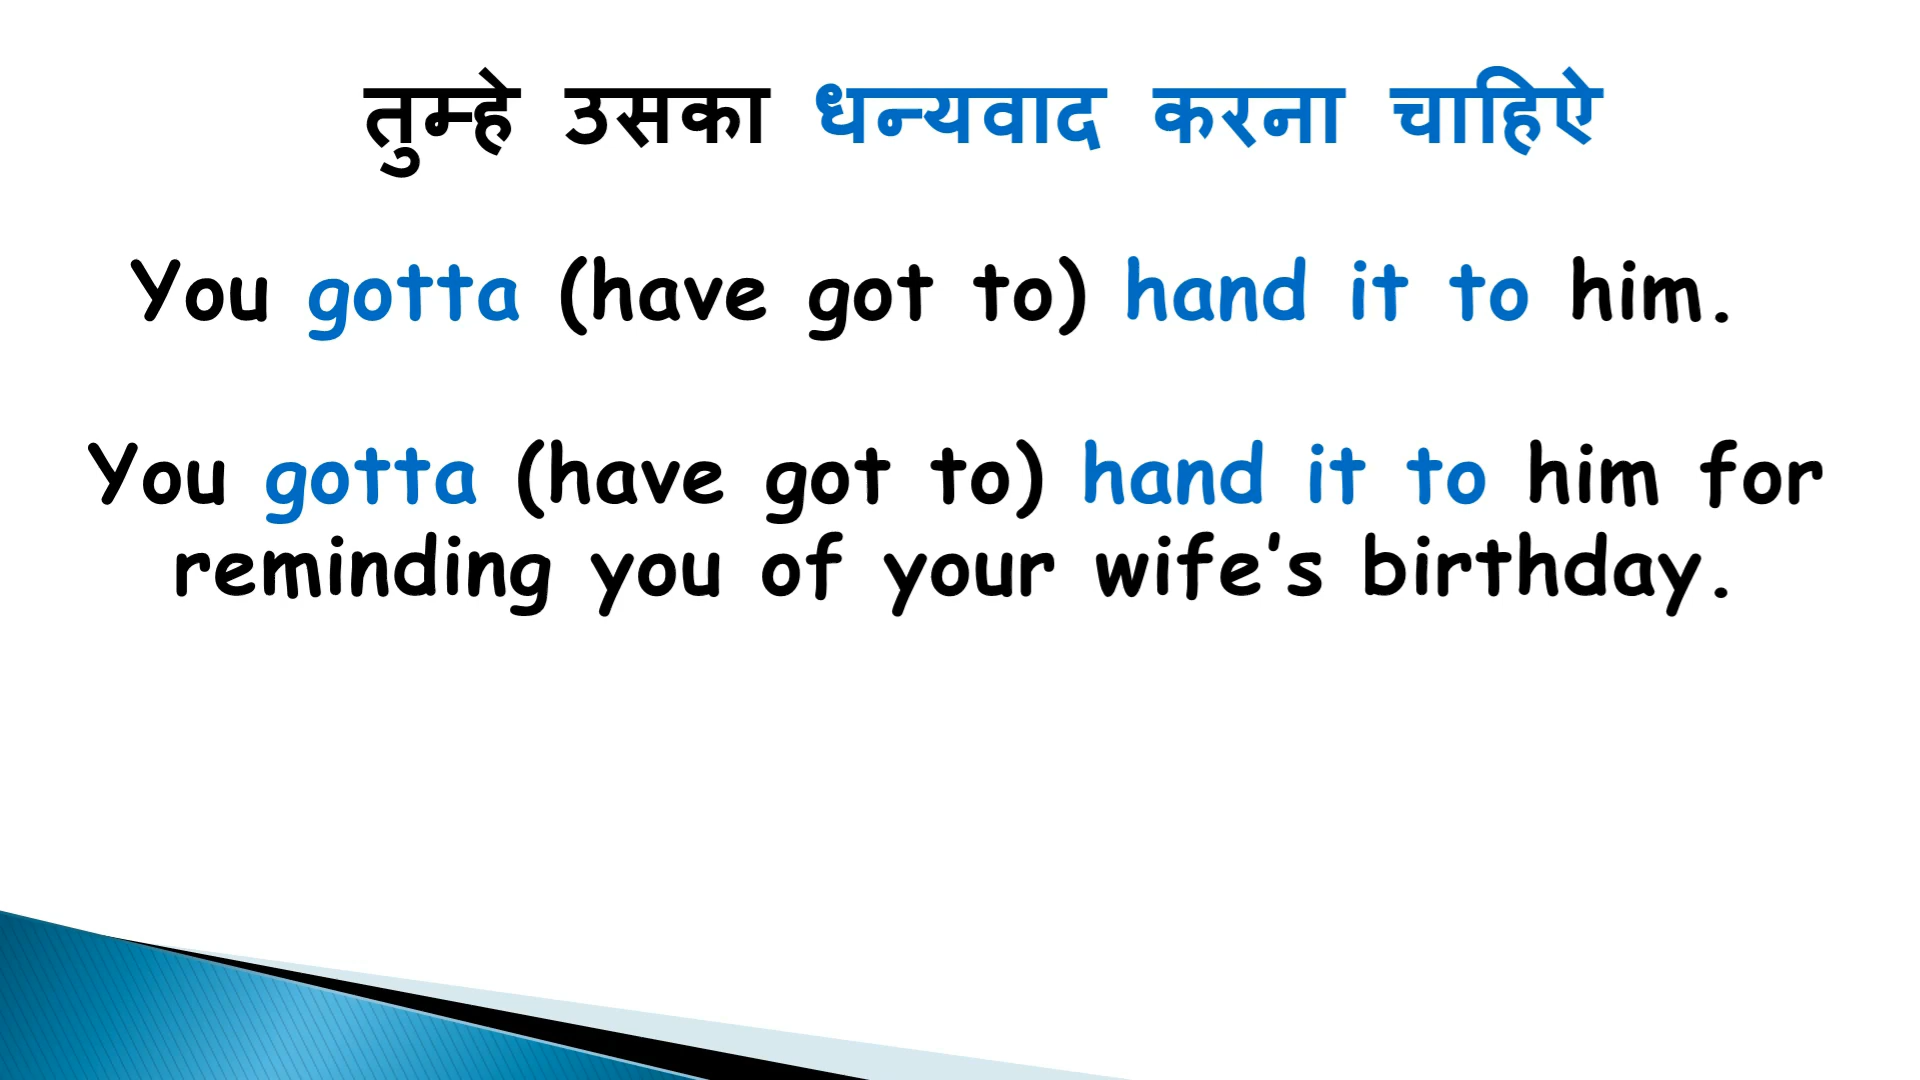 तुम्हे उसका धन्यवाद करना चाहिऐ
You gotta (have got to) hand it to him.
You gotta (have got to) hand it to him for
reminding you of your wife’s birthday.